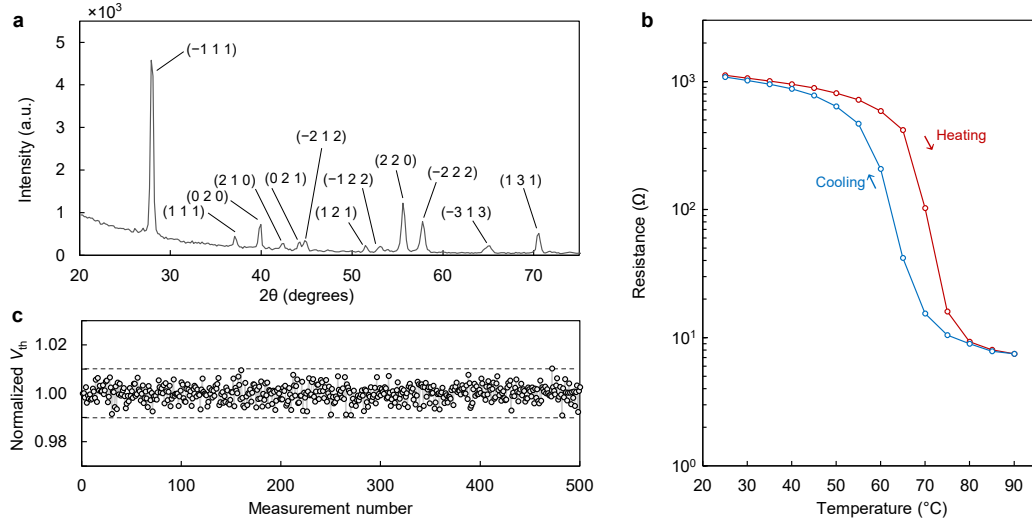 a
×10³
5
4
3
2
1
0
Intensity (a.u.)
(−1 1 1)
(1 1 1)
(0 2 0)
(2 1 0)
(0 2 1)
(−2 1 2)
(−1 2 2)
(1 2 1)
(2 2 0)
(−2 2 2)
(−3 1 3)
(1 3 1)
20 30 40 50 60 70
2θ (degrees)
b
10³
10²
10¹
10⁰
Resistance (Ω)
Heating
Cooling
20 30 40 50 60 70 80 90
Temperature (°C)
c
1.02
1.00
0.98
Normalized Vth
0 100 200 300 400 500
Measurement number